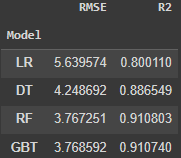 RMSE R2
Model
LR 5.639574 0.800110
DT 4.248692 0.886549
RF 3.767251 0.910803
GBT 3.768592 0.910740